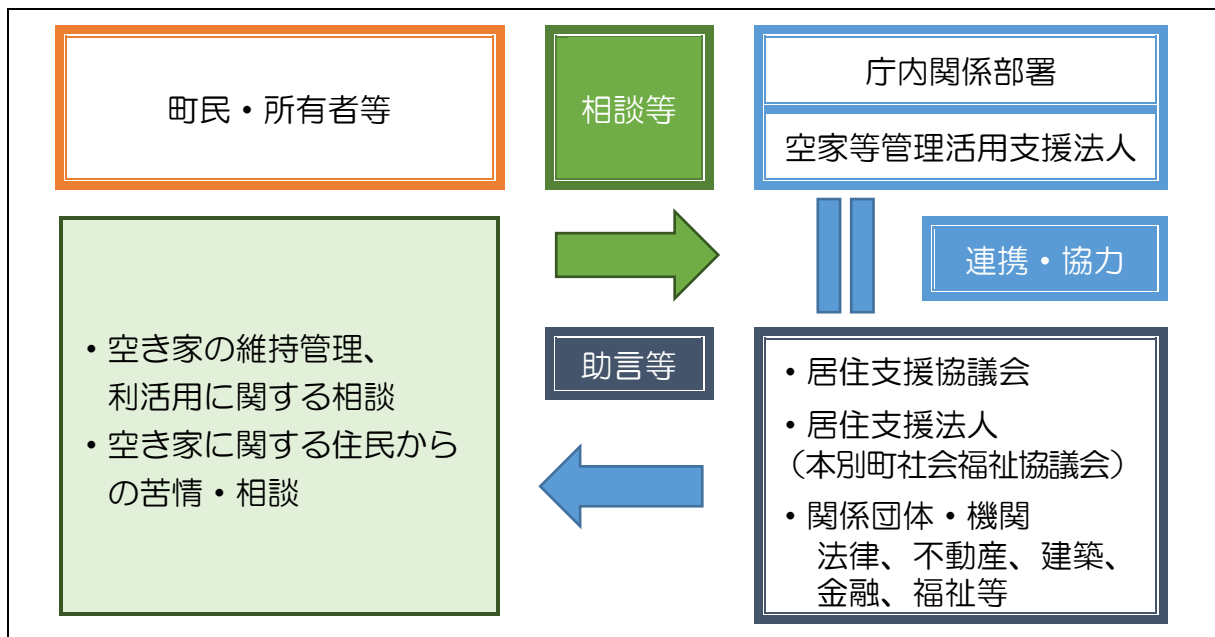 町民・所有者等
相談等
庁内関係部署
空家等管理活用支援法人
連携・協力
・空き家の維持管理、
利活用に関する相談
・空き家に関する住民から
の苦情・相談
助言等
・居住支援協議会
・居住支援法人
（本別町社会福祉協議会）
・関係団体・機関
法律、不動産、建築、
金融、福祉等